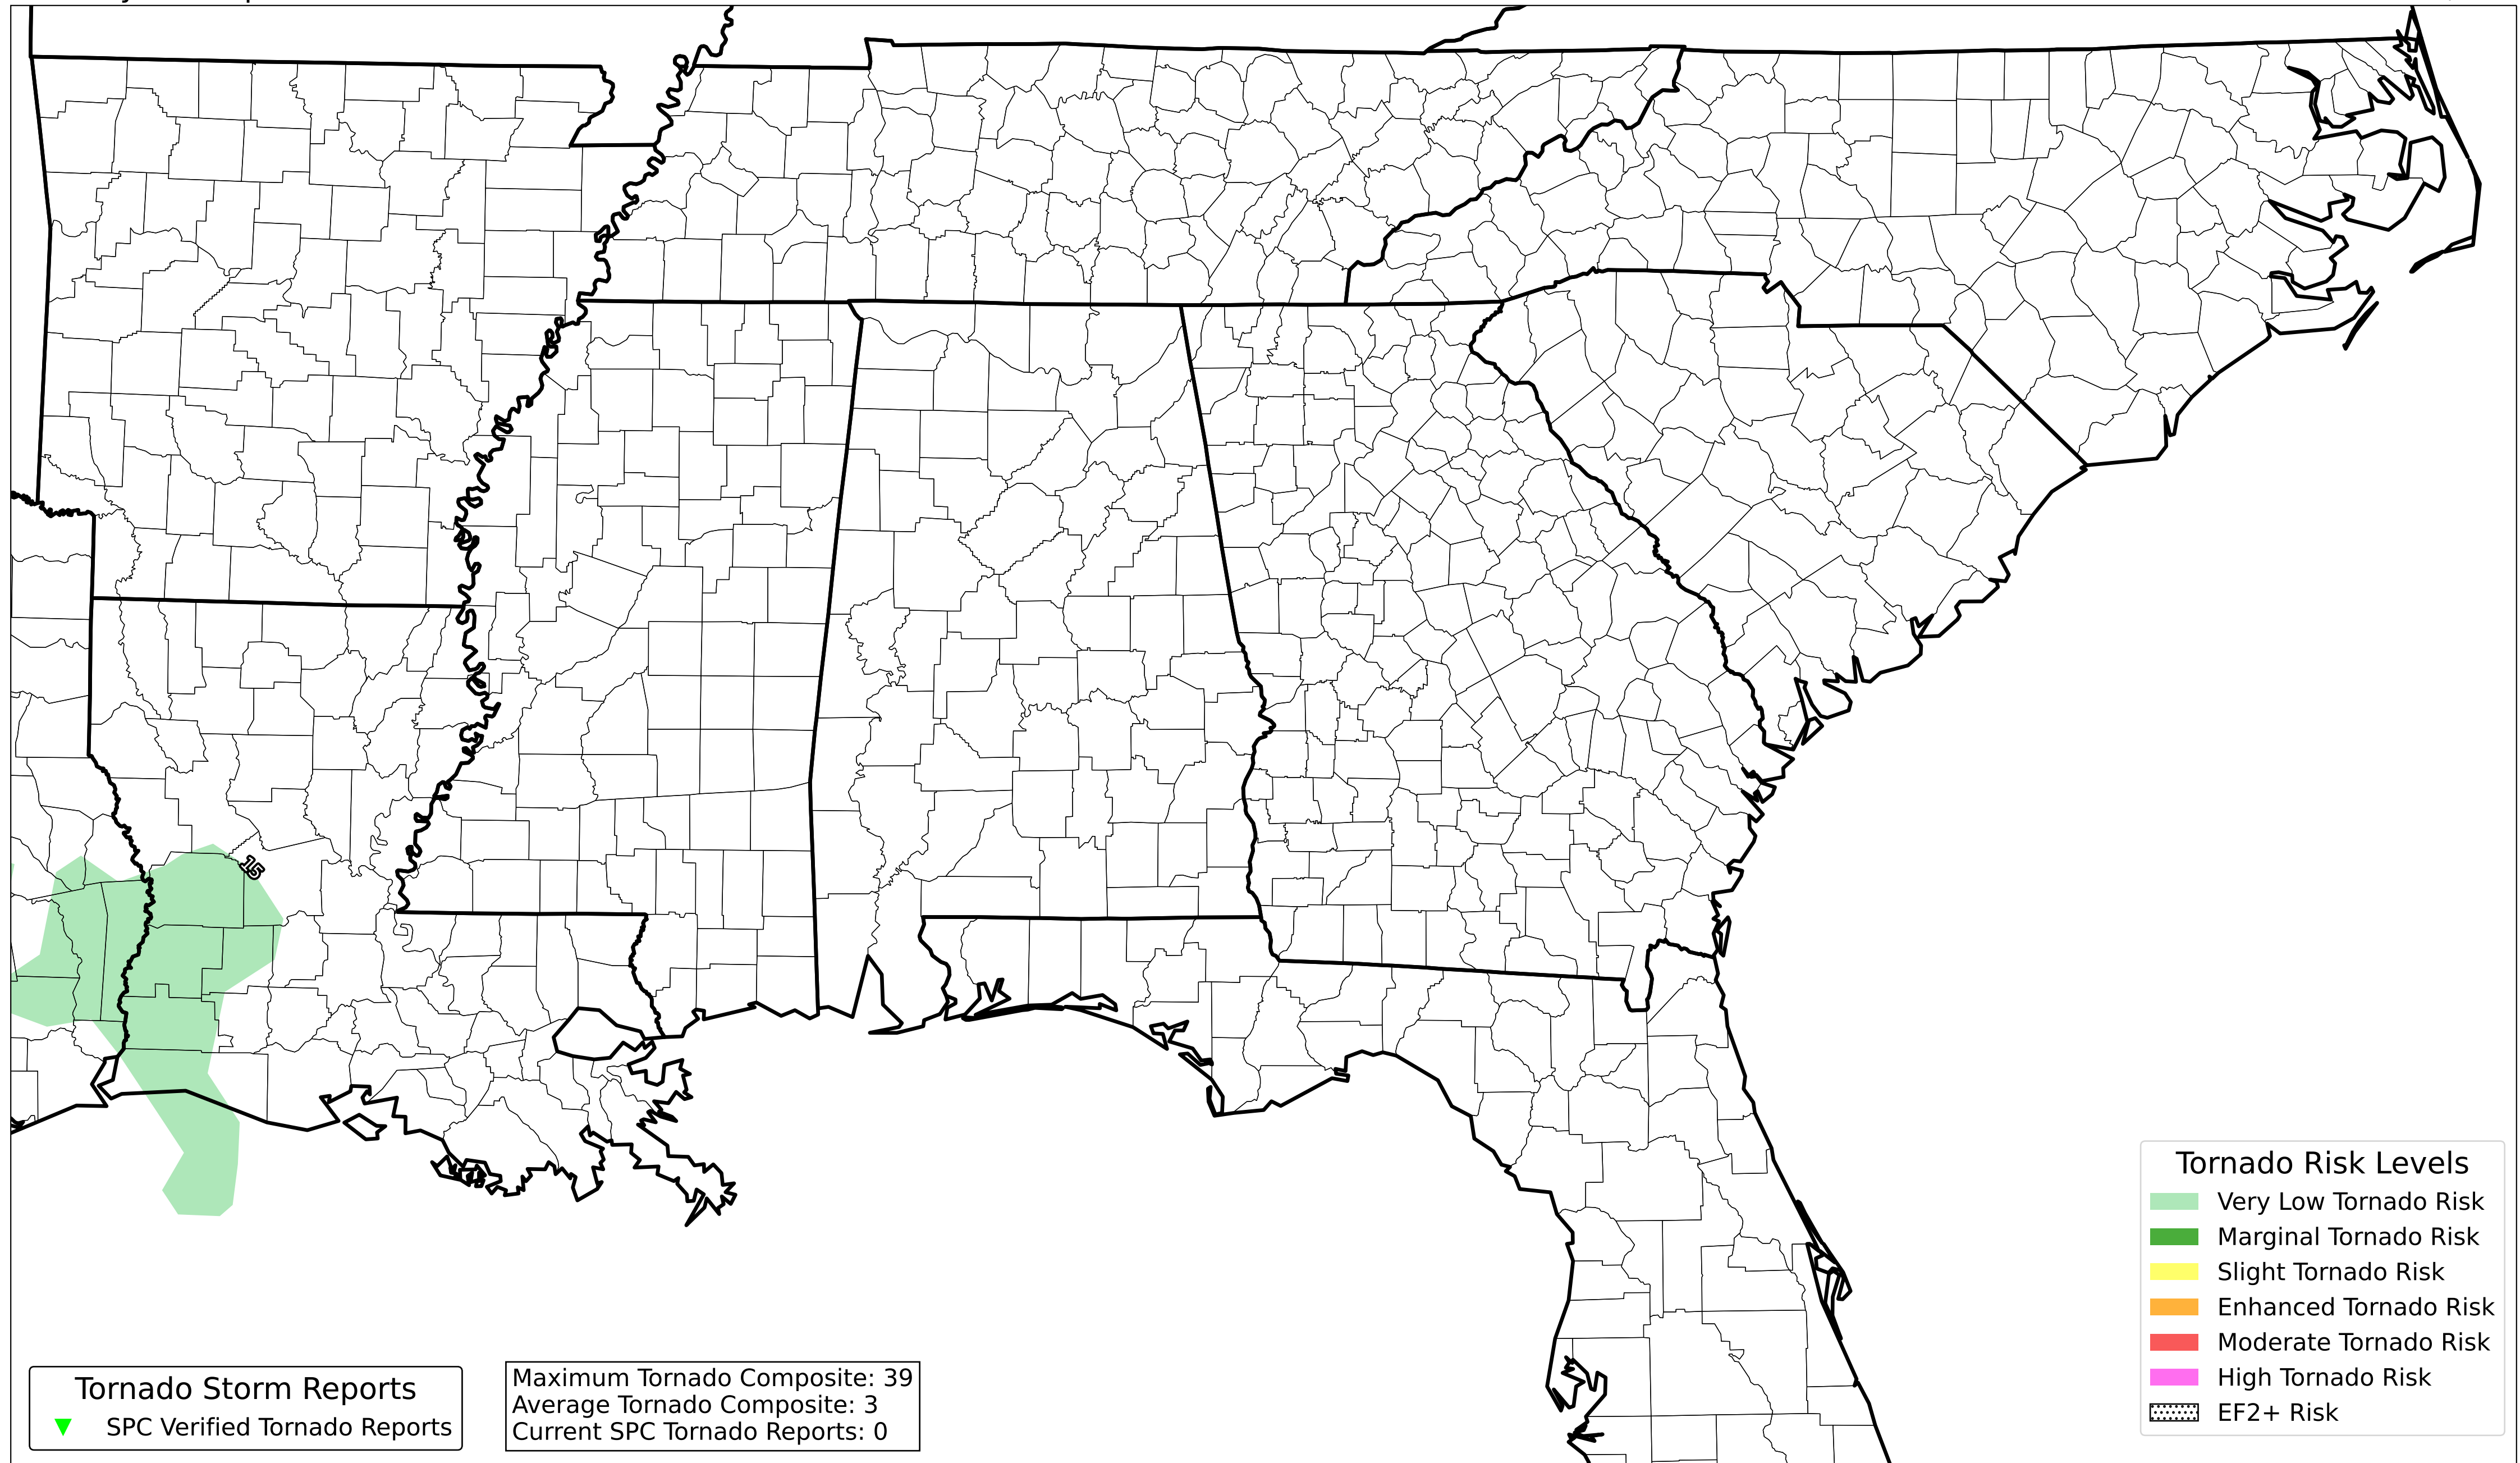 15
Tornado Storm Reports
SPC Verified Tornado Reports
Maximum Tornado Composite: 39
Average Tornado Composite: 3
Current SPC Tornado Reports: 0
Tornado Risk Levels
Very Low Tornado Risk
Marginal Tornado Risk
Slight Tornado Risk
Enhanced Tornado Risk
Moderate Tornado Risk
High Tornado Risk
EF2+ Risk